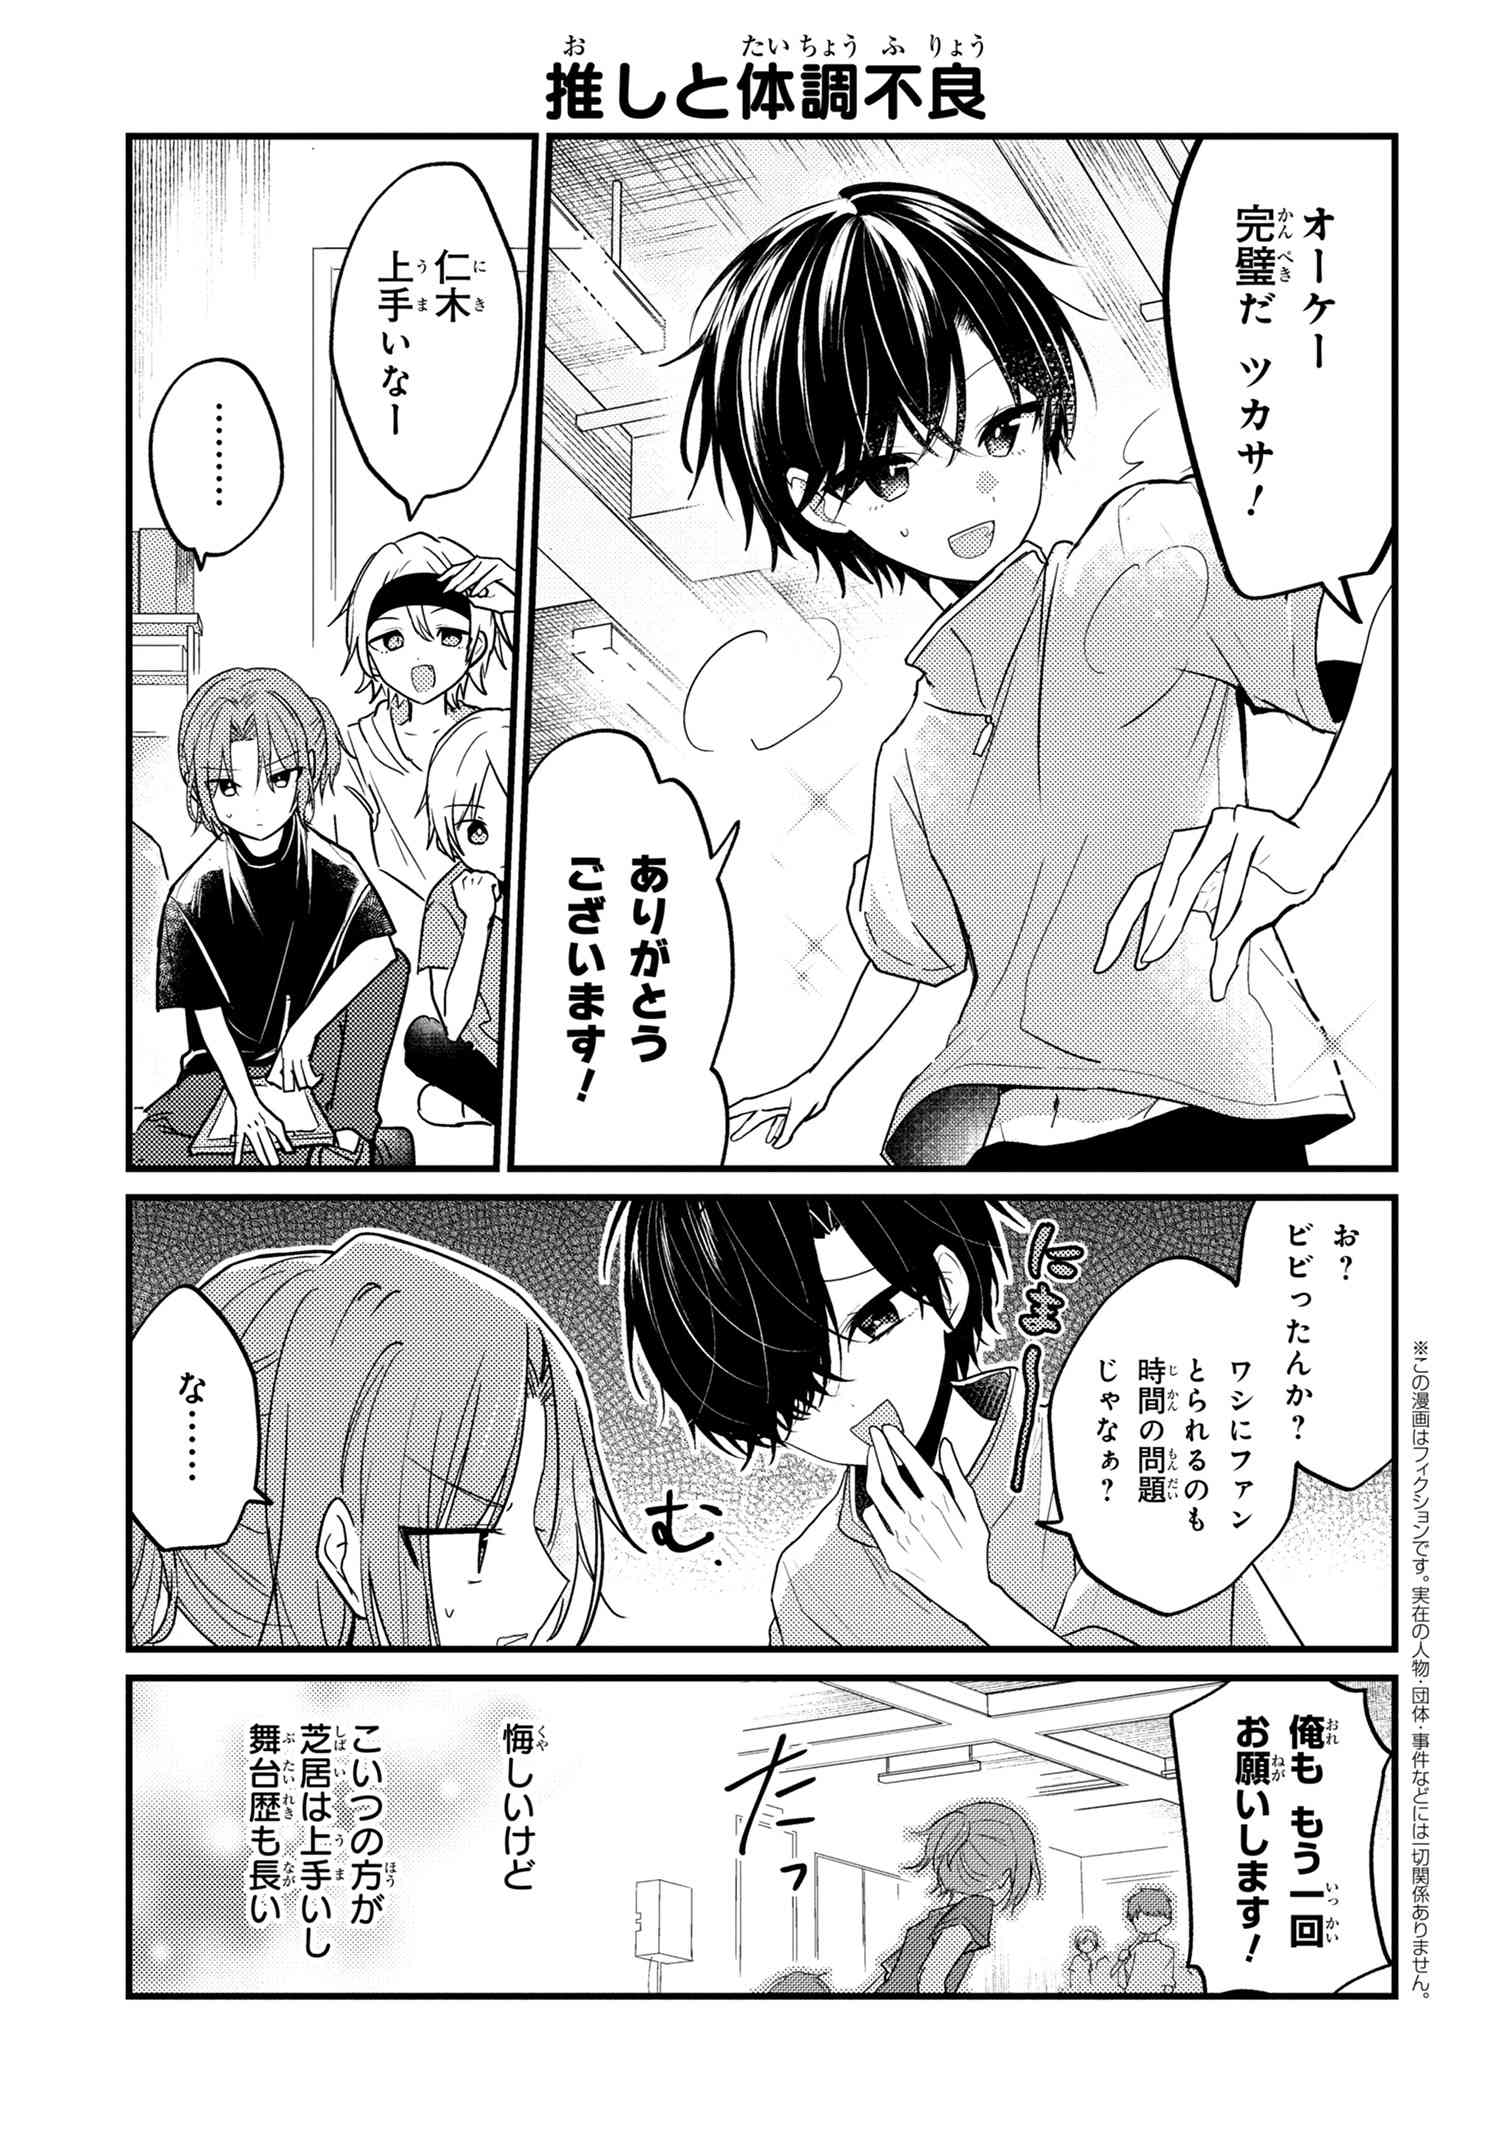 推しと体調不良
オーケー
完璧だ ツカサ！
ありがとう
ございます！
仁木
上手いなー
………
お？
ビビったんか？
ワシにファン
とられるのも
時間の問題
じゃなぁ？
にまー
む.
な……
俺も もう一回
お願いします！
たっ
悔しいけど
こいつの方が
芝居は上手いし
舞台歴も長い
※この漫画はフィクションです。実在の人物・団体・事件などには一切関係ありません。